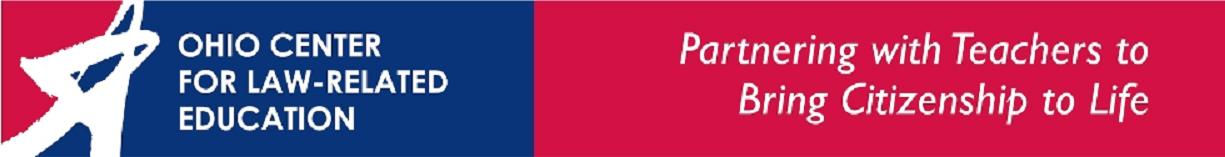 OHIO CENTER
FOR LAW-RELATED
EDUCATION
Partnering with Teachers to
Bring Citizenship to Life